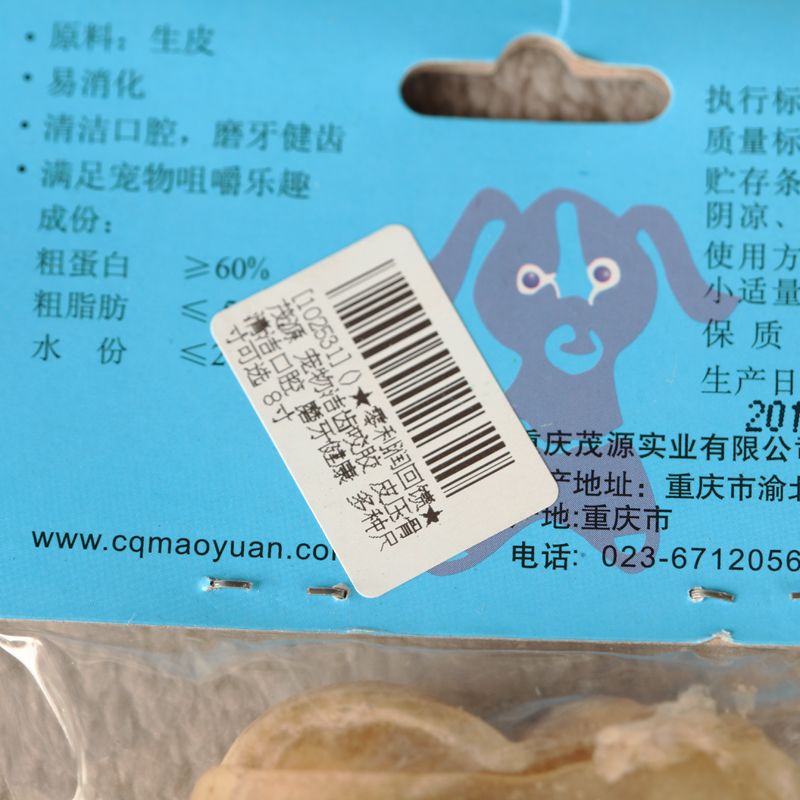 · 原料：生皮
· 易消化
· 清洁口腔，磨牙健齿
· 满足宠物咀嚼乐趣
成份：
粗蛋白 ≥60%
粗脂肪 ≤
水 份 ≤2
www.cqmaoyuan.co
[10253]()★零利润回馈★
茂源 宠物洁齿咬胶 皮压骨
清洁口腔 磨牙健康 多种尺
寸可选 8寸
执行标
质量标
贮存条
阴凉、
使用方
小适量
保 质
生产日
201
重庆茂源实业有限公司
产地址：重庆市渝北
地:重庆市
电话: 023-6712056